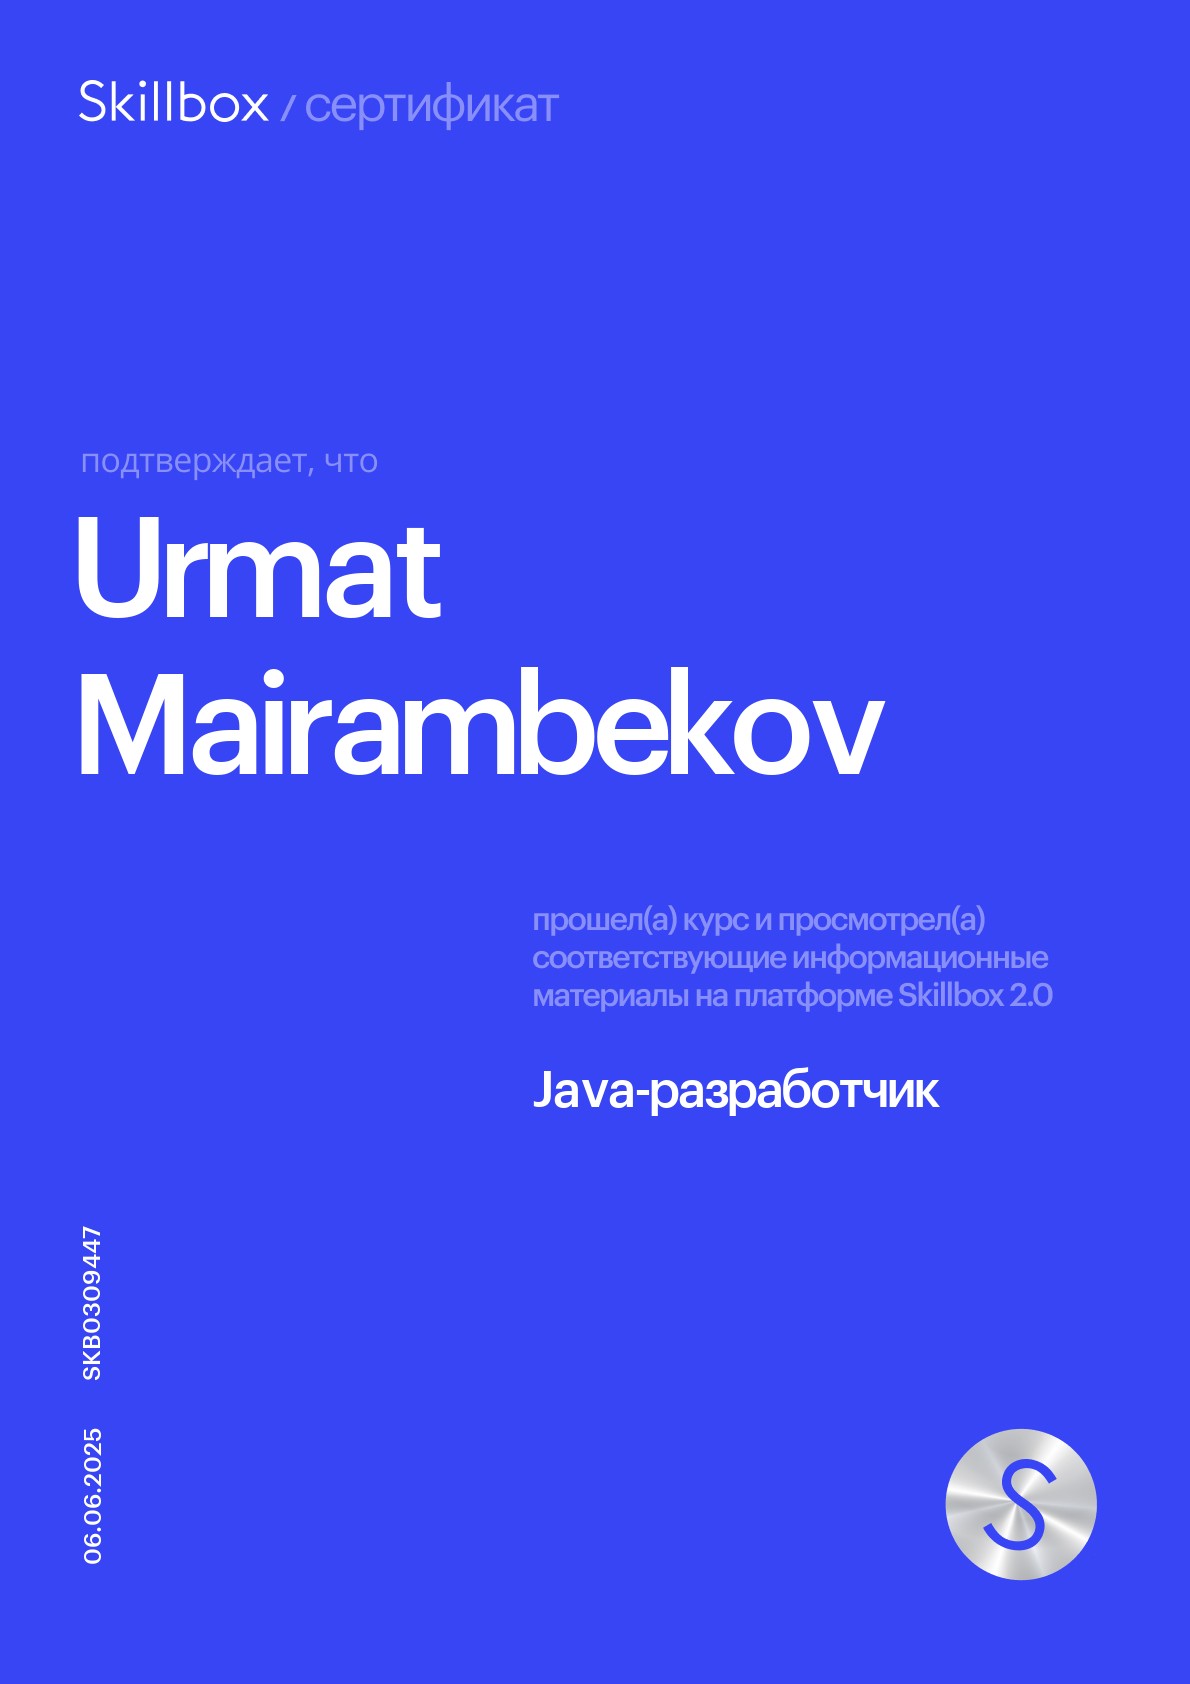 Skillbox / сертификат
подтверждает, что
Urmat
Mairambekov
прошел(а) курс и просмотрел(а)
соответствующие информационные
материалы на платформе Skillbox 2.0
Java-разработчик
SKB0309447
06.06.2025
S